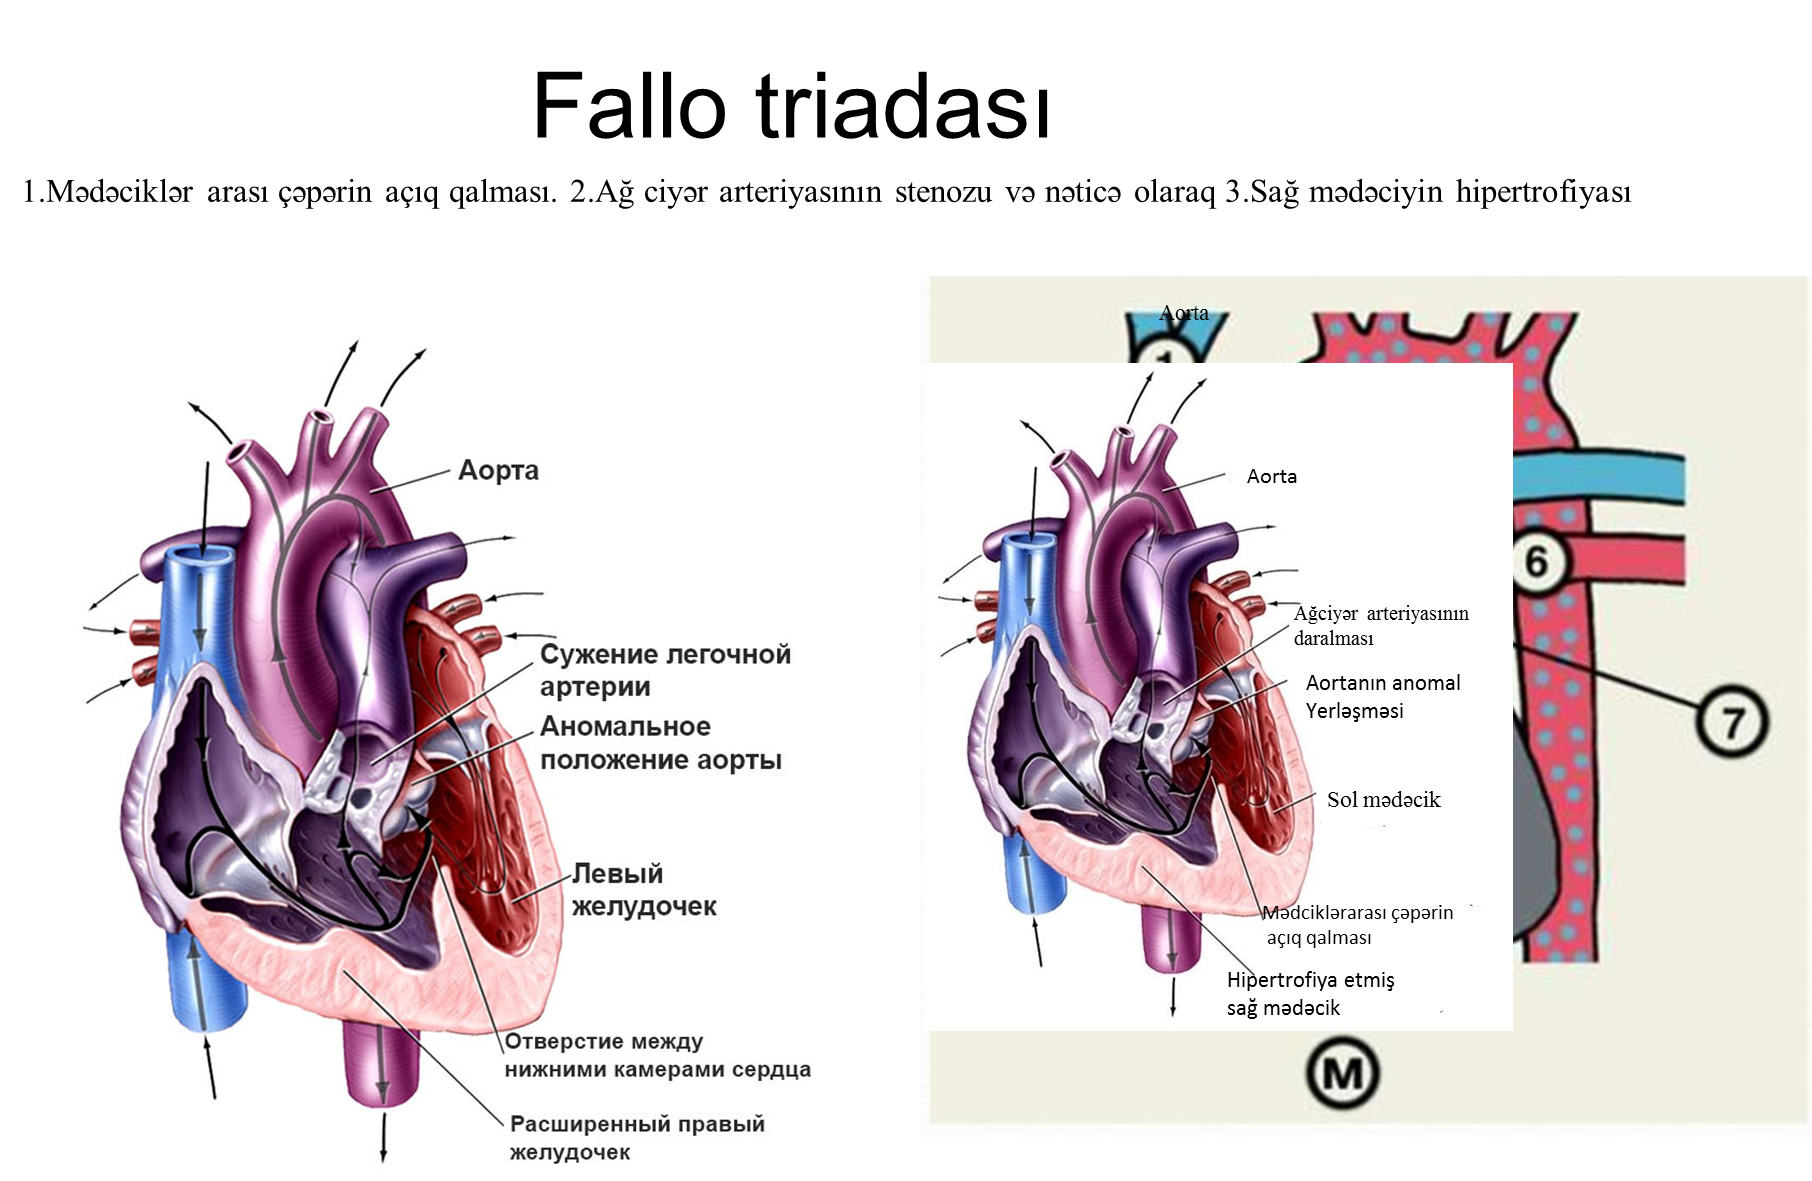 Fallo triadası
1.Mədəciklər arası çəpərin açıq qalması. 2.Ağ ciyər arteriyasının stenozu və nəticə olaraq 3.Sağ mədəciyin hipertrofiyası
Аорта
Сужение легочной
артерии
Аномальное
положение аорты
Левый
желудочек
Отверстие между
нижними камерами сердца
Расширенный правый
желудочек
Aorta
1
Aorta
Ağciyər arteriyasının
daralması
Aortanın anomal
Yerləşməsi
Sol mədəcik
Mədciklərarası çəpərin
açıq qalması
Hipertrofiya etmiş
sağ mədəcik
6
7
M